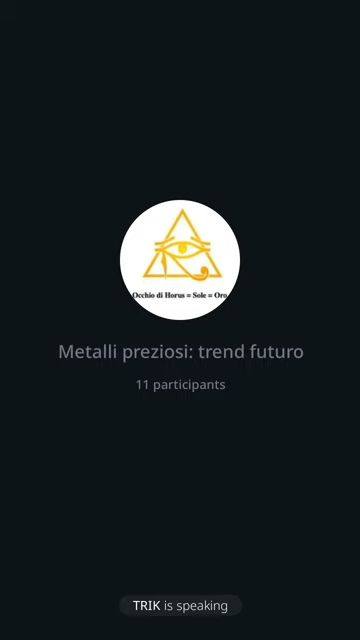 Occhio di Horus = Sole = Oro
Metalli preziosi: trend futuro
11 participants
TRIK is speaking